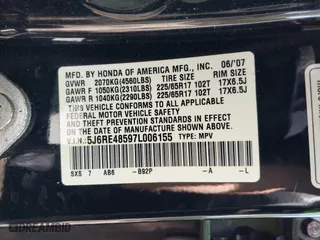 MFD. BY HONDA OF AMERICA MFG., INC. 06/'07
GVWR 2070KG(4560LBS) TIRE SIZE RIM SIZE
GAWR F 1050KG(2310LBS) 225/65R17 102T 17X6.5J
GAWR R 1040KG(2290LBS) 225/65R17 102T 17X6.5J
THIS VEHICLE CONFORMS TO ALL APPLICABLE
FEDERAL MOTOR VEHICLE SAFETY AND THEFT
PREVENTION STANDARDS IN EFFECT ON THE DATE
OF MANUFACTURE SHOWN ABOVE.
V.I.N.: 5J6RE48597L006155 TYPE: MPV
SXS 7 AB6 -B92P -A -L
DREAMBID